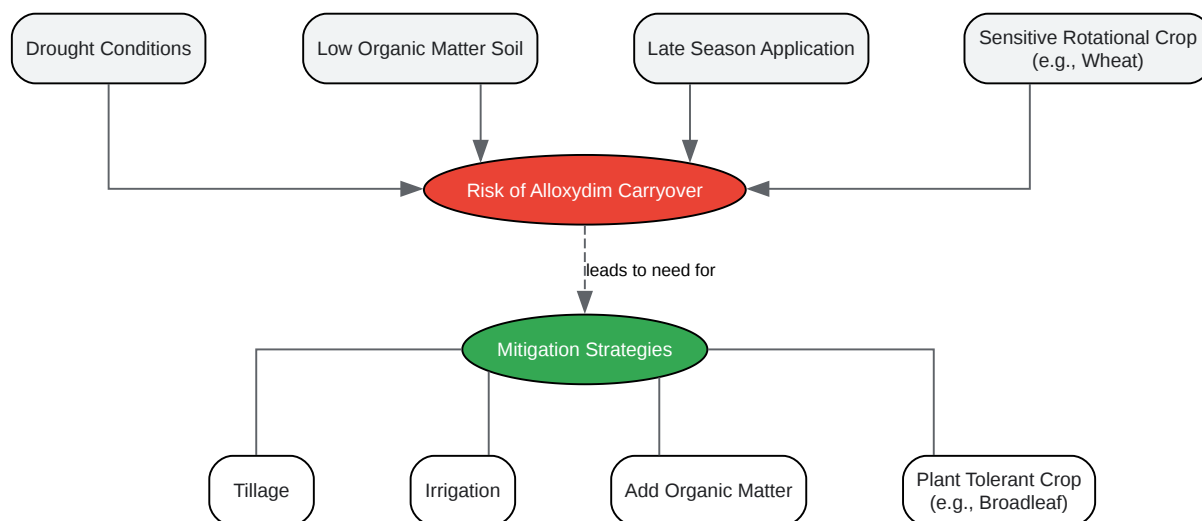 Drought Conditions
Low Organic Matter Soil
Late Season Application
Sensitive Rotational Crop
(e.g., Wheat)
Risk of Alloxydim Carryover
leads to need for
Mitigation Strategies
Tillage
Irrigation
Add Organic Matter
Plant Tolerant Crop
(e.g., Broadleaf)